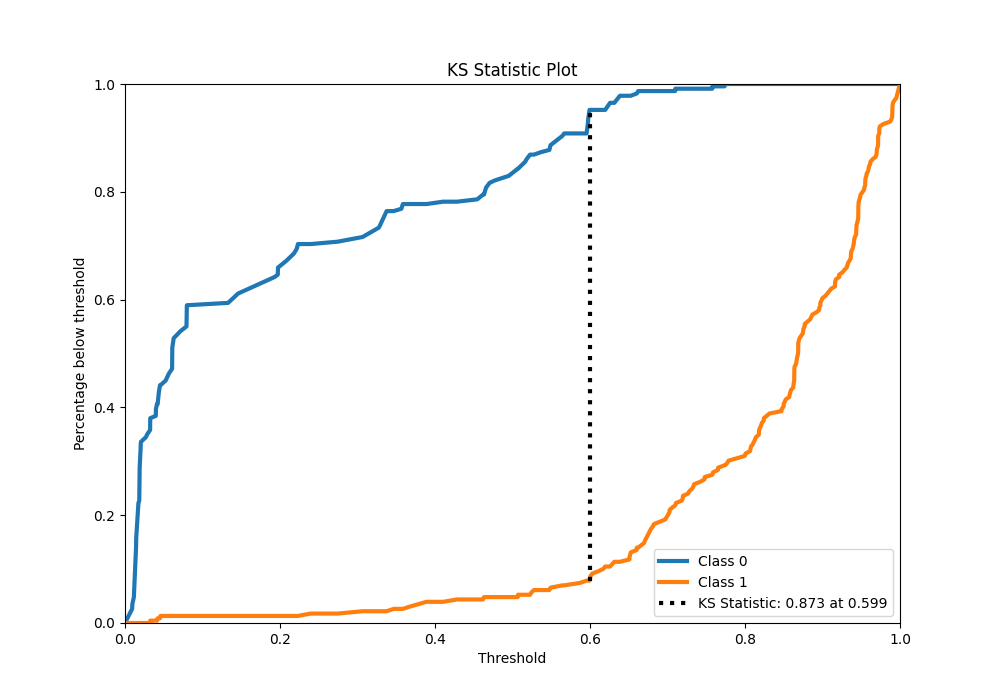 KS Statistic Plot
1.0
0.8
0.6
0.4
0.2
0.0
Percentage below threshold
Class 0
Class 1
KS Statistic: 0.873 at 0.599
0.0 0.2 0.4 0.6 0.8 1.0
Threshold